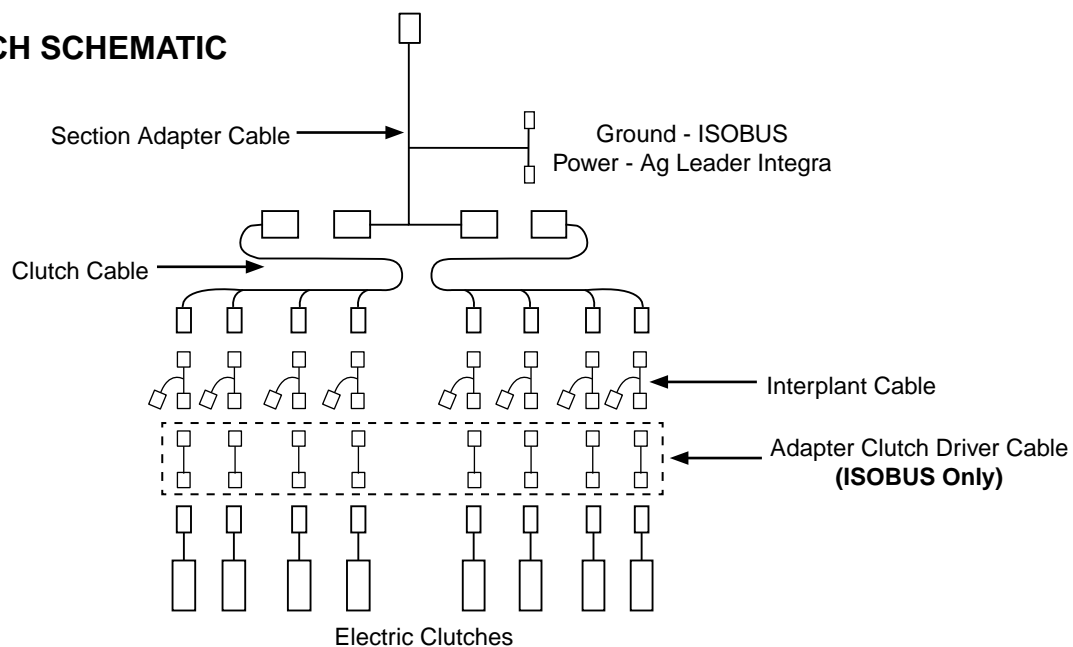 CH SCHEMATIC
Section Adapter Cable
Ground - ISOBUS
Power - Ag Leader Integra
Clutch Cable
Interplant Cable
Adapter Clutch Driver Cable
(ISOBUS Only)
Electric Clutches